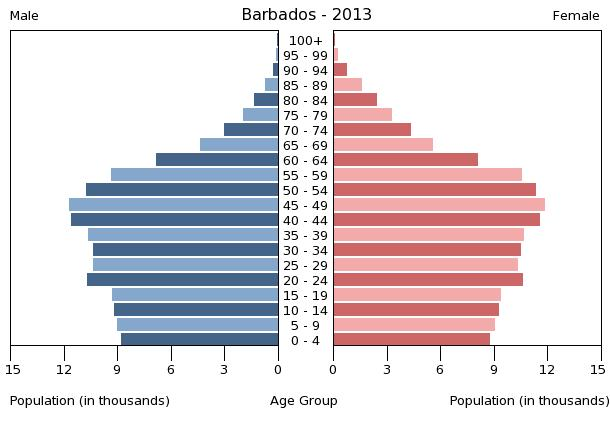 Barbados - 2013
Male
Female
100+
95 - 99
90 - 94
85 - 89
80 - 84
75 - 79
70 - 74
65 - 69
60 - 64
55 - 59
50 - 54
45 - 49
40 - 44
35 - 39
30 - 34
25 - 29
20 - 24
15 - 19
10 - 14
5 - 9
0 - 4
15 12 9 6 3 0 0 3 6 9 12 15
Population (in thousands) Age Group Population (in thousands)